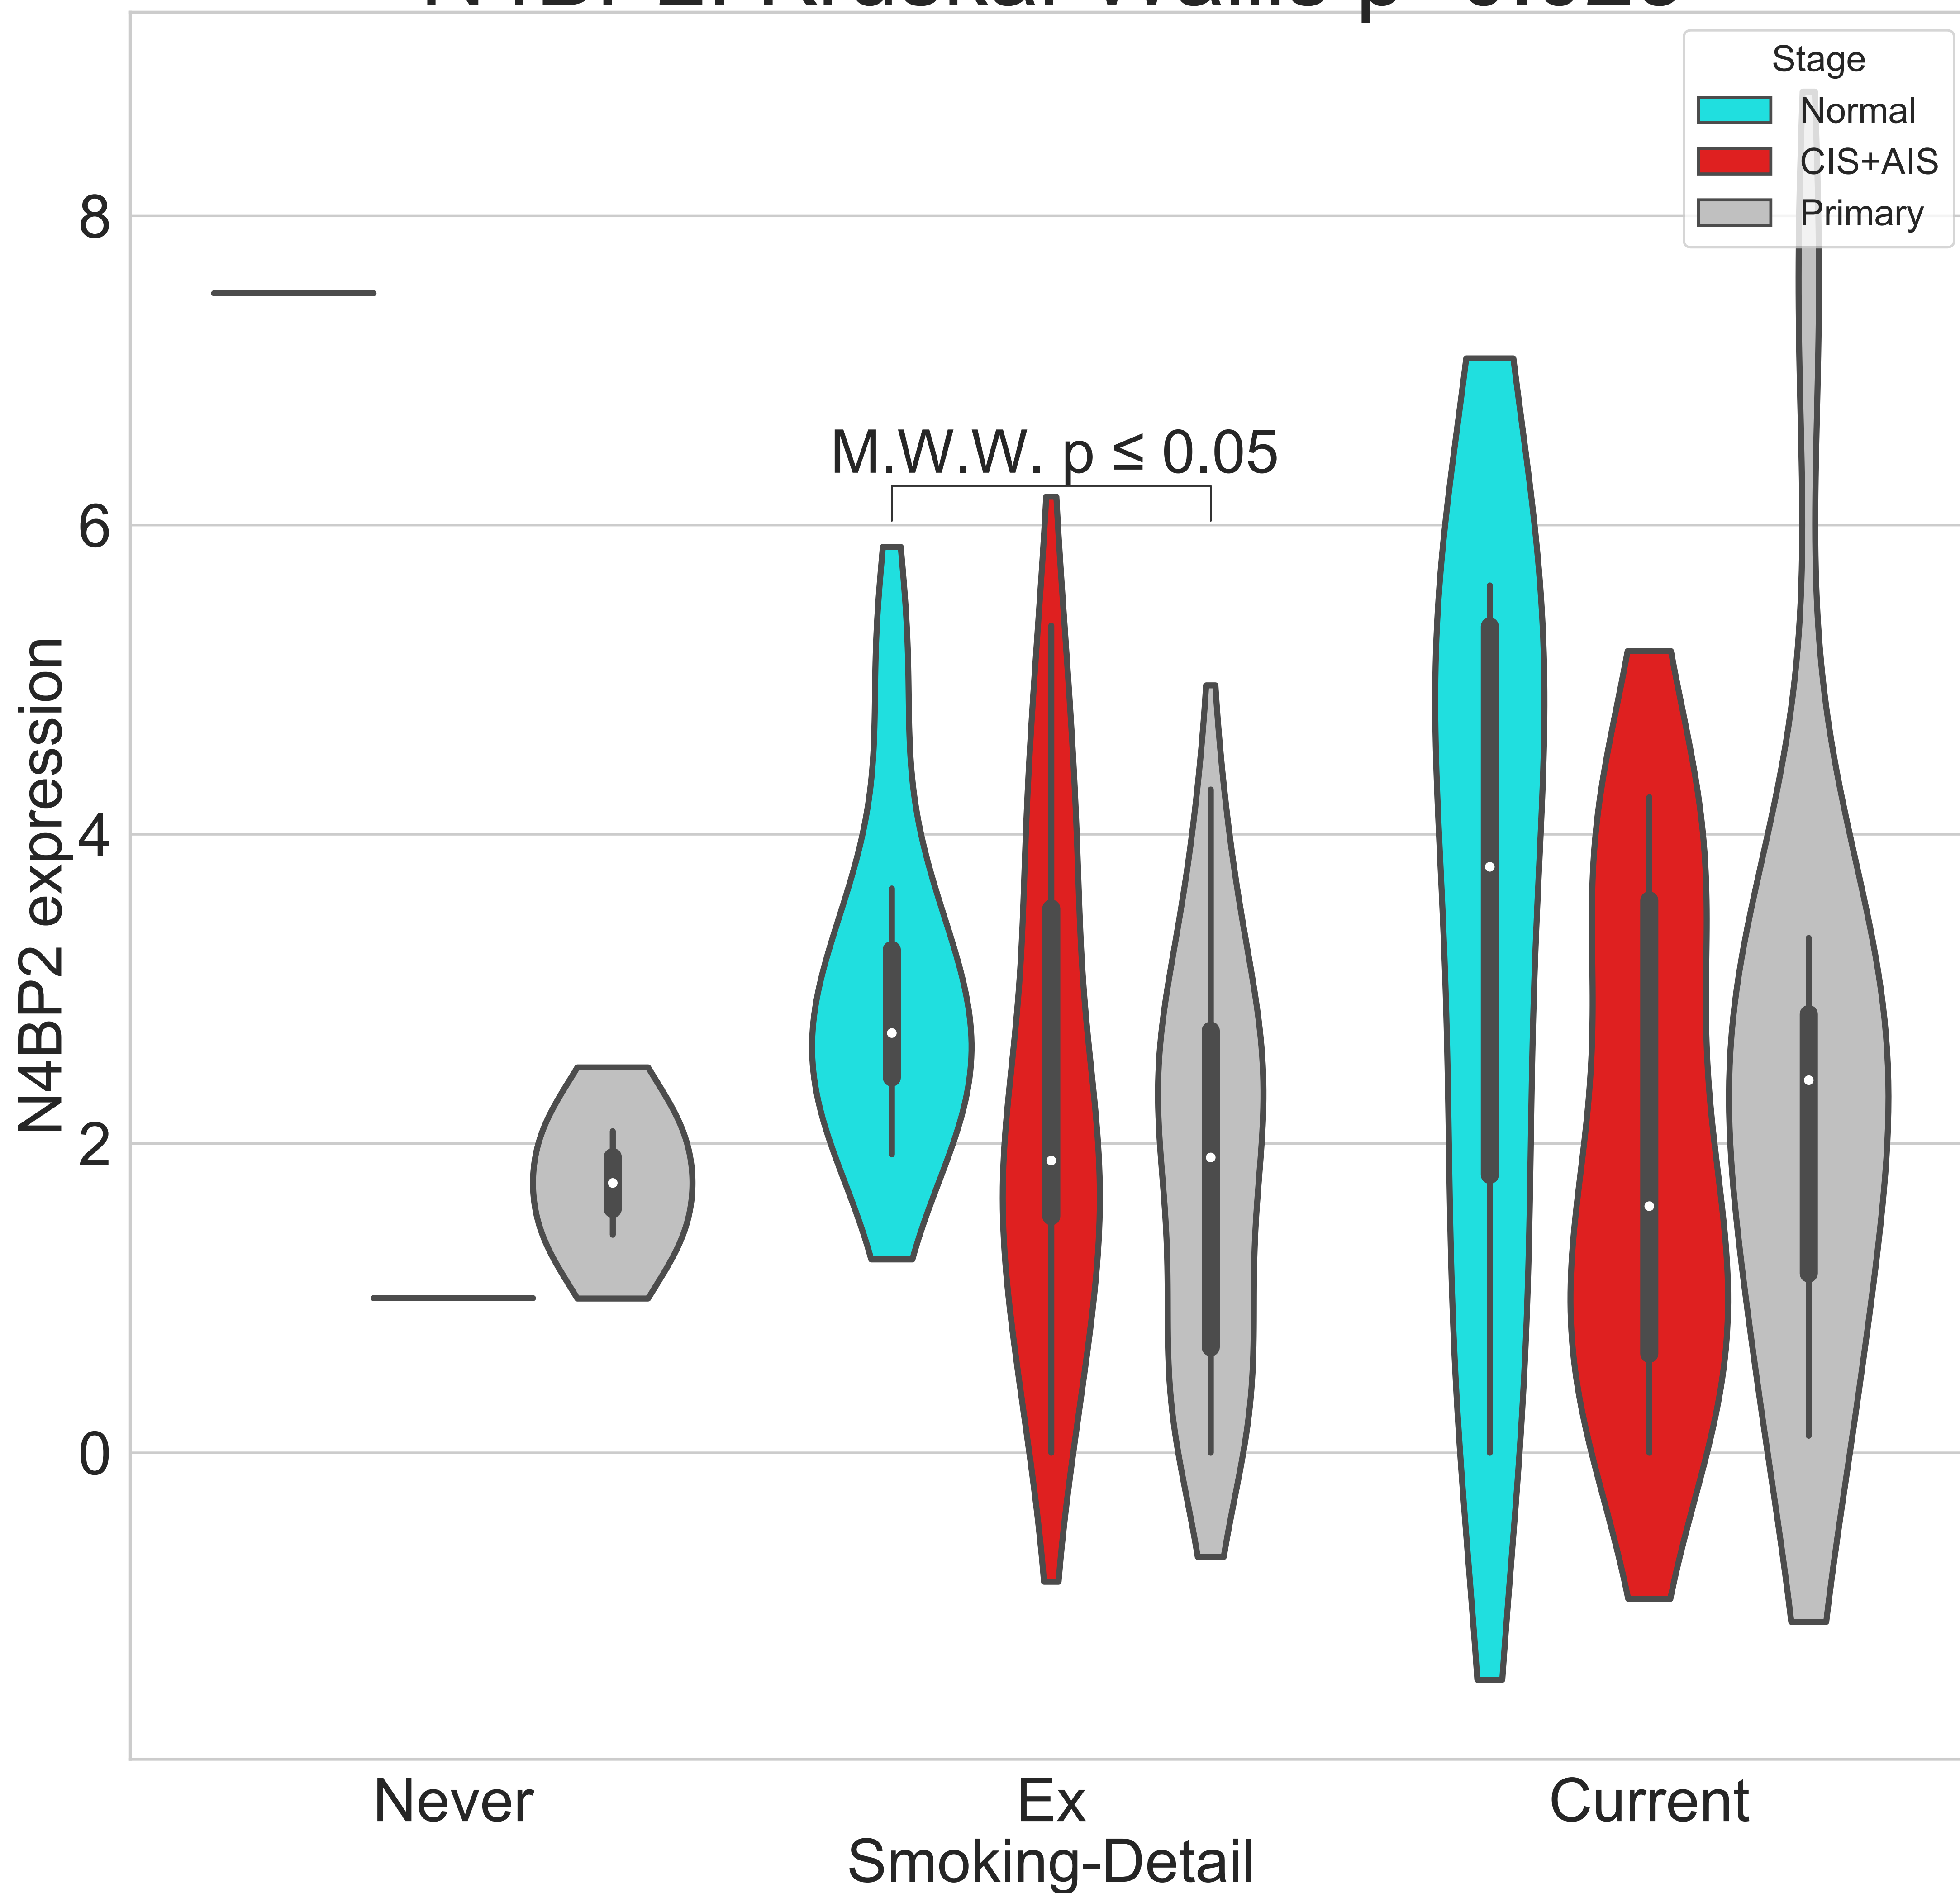 Stage
Normal
CIS+AIS
Primary
8
6
4
2
0
N4BP2 expression
M.W.W. p ≤ 0.05
Never
Ex
Current
Smoking-Detail